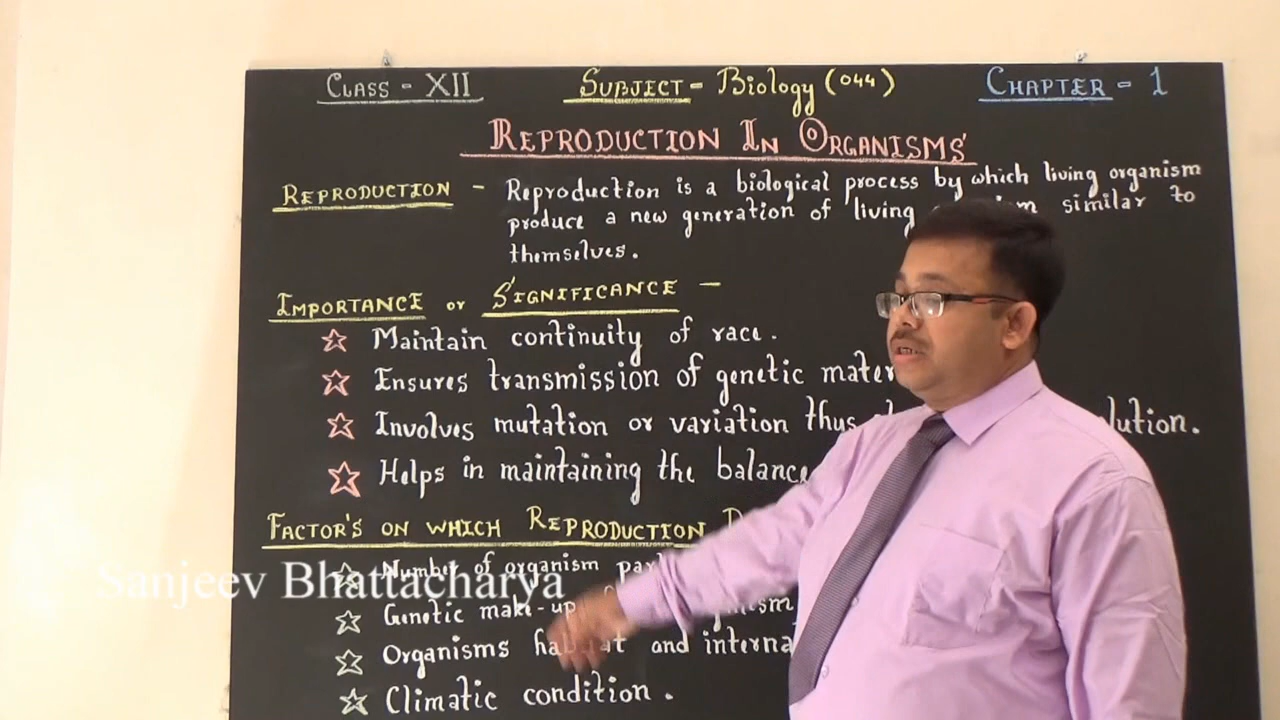 CLASS - XII SUBJECT - Biology (044) CHAPTER - 1
REPRODUCTION IN ORGANISMS
REPRODUCTION - Reproduction is a biological process by which living organism
produce a new generation of living similar to
themselves.
IMPORTANCE or SIGNIFICANCE -
Maintain continuity of race.
Ensures transmission of genetic
Involves mutation or variation thus
Helps in maintaining the balance
FACTOR'S ON WHICH REPRODUCTION
Number of organism
Sanjeev Bhattacharya
Genetic make-up
Organisms and
Climatic condition.